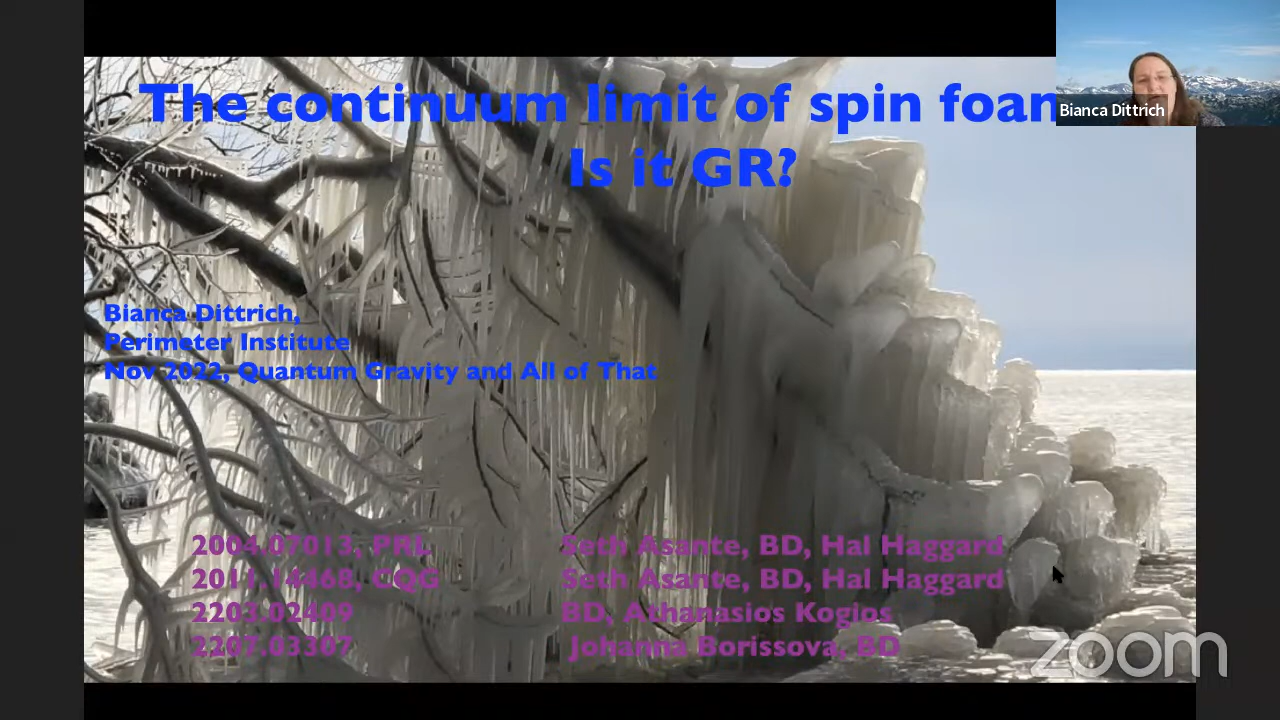 The continuum limit of spin foam
Is it GR?
Bianca Dittrich
Bianca Dittrich,
Perimeter Institute
Nov 2022, Quantum Gravity and All of That
2004.07013, PRL Seth Asante, BD, Hal Haggard
2011.14468, CQG Seth Asante, BD, Hal Haggard
2203.02409 BD, Athanasios Kogios
2207.03307 Johanna Borissova, BD
zoom